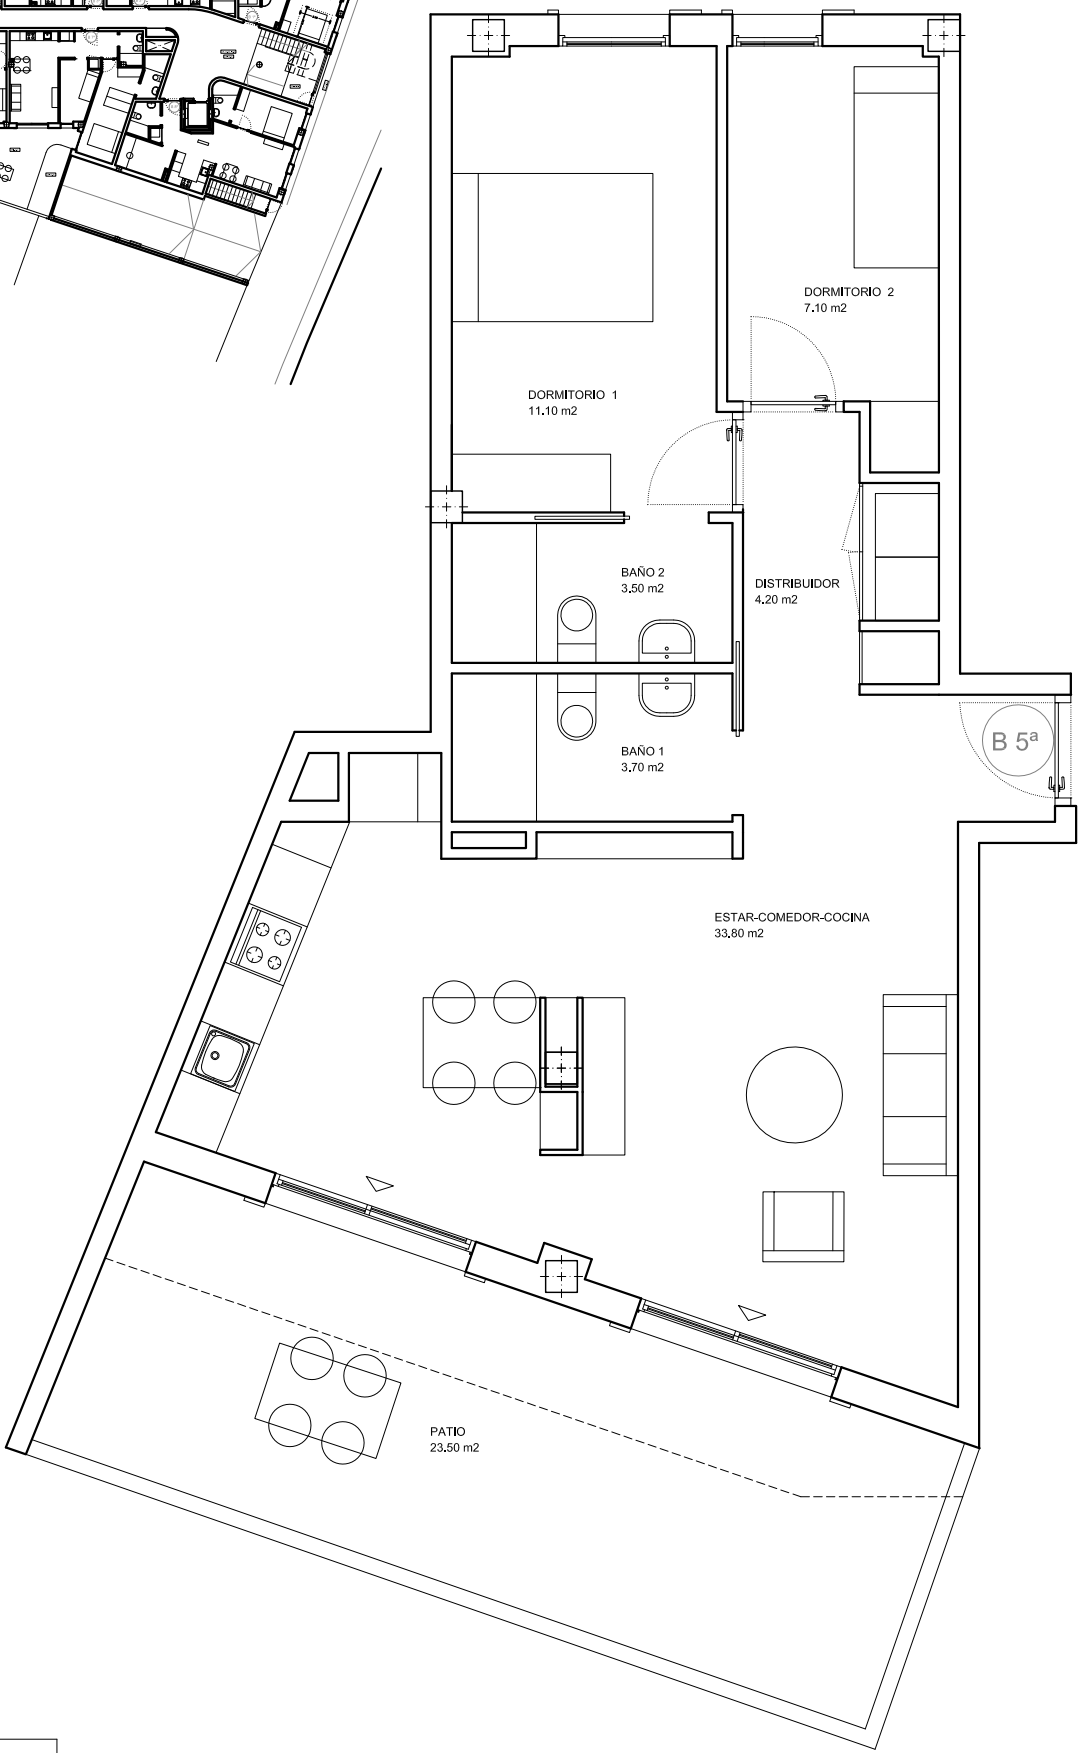 DORMITORIO 2
7.10 m2
DORMITORIO 1
11.10 m2
BAÑO 2
3.50 m2
DISTRIBUIDOR
4.20 m2
B 5ª
BAÑO 1
3.70 m2
ESTAR-COMEDOR-COCINA
33.80 m2
PATIO
23.50 m2